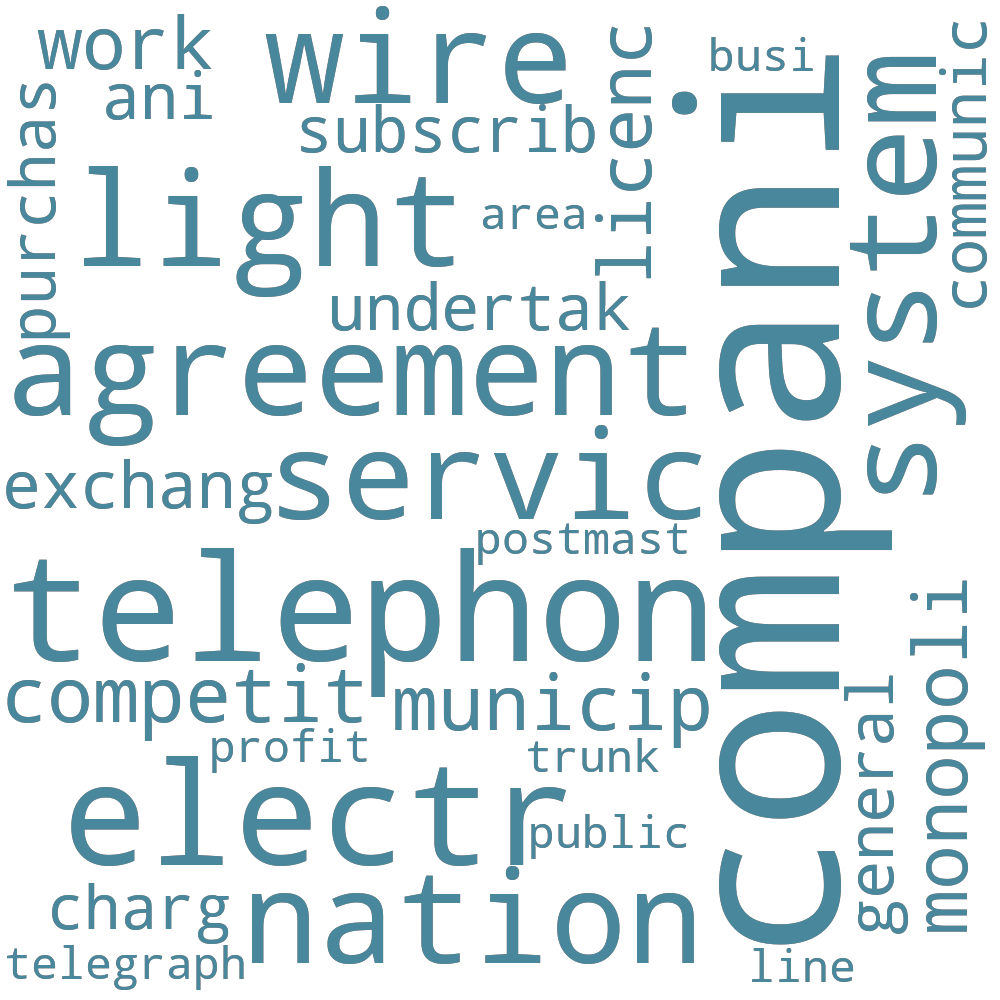 work
wire
busi
ani
subscrib
licenc
purchas
light
area
compani
system
communic
undertak
agreement
servic
exchang
postmast
telephon
competit
municip
profit
trunk
general
monopoli
electr
public
charg
nation
telegraph
line